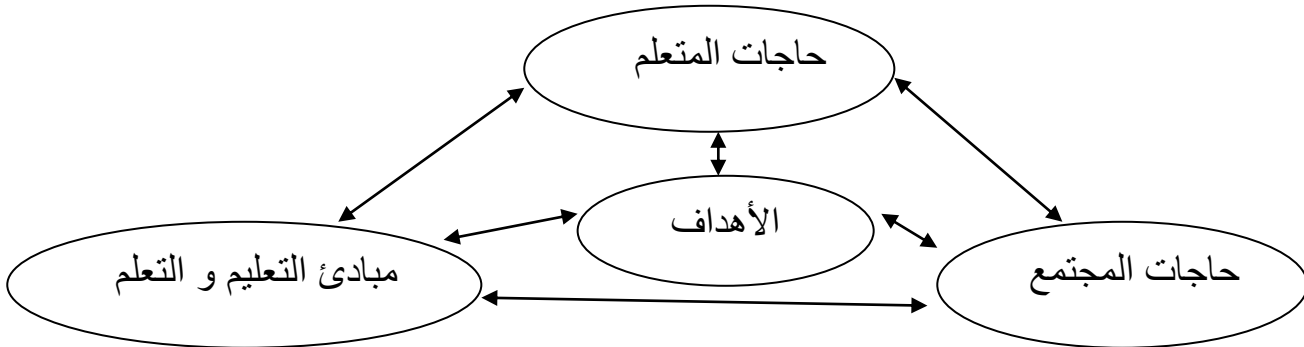 حاجات المتعلم
الأهداف
حاجات المجتمع
مبادئ التعليم و التعلم